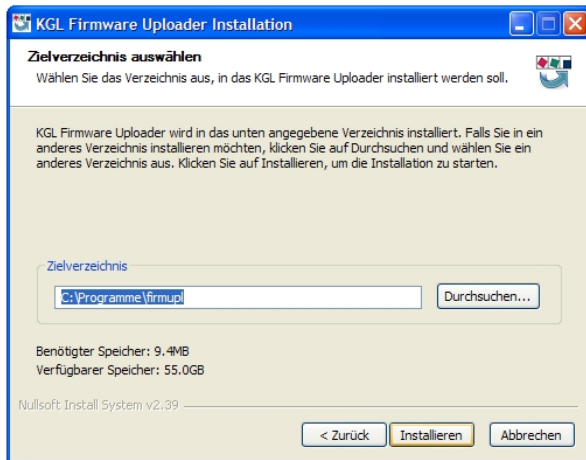 KGL Firmware Uploader Installation
Zielverzeichnis auswählen
Wählen Sie das Verzeichnis aus, in das KGL Firmware Uploader installiert werden soll.
KGL Firmware Uploader wird in das unten angegebene Verzeichnis installiert. Falls Sie in ein
anderes Verzeichnis installieren möchten, klicken Sie auf Durchsuchen und wählen Sie ein
anderes Verzeichnis aus. Klicken Sie auf Installieren, um die Installation zu starten.
Zielverzeichnis
C:\Programme\firmupl
Durchsuchen...
Benötigter Speicher: 9.4MB
Verfügbarer Speicher: 55.0GB
Nullsoft Install System v2.39
< Zurück
Installieren
Abbrechen